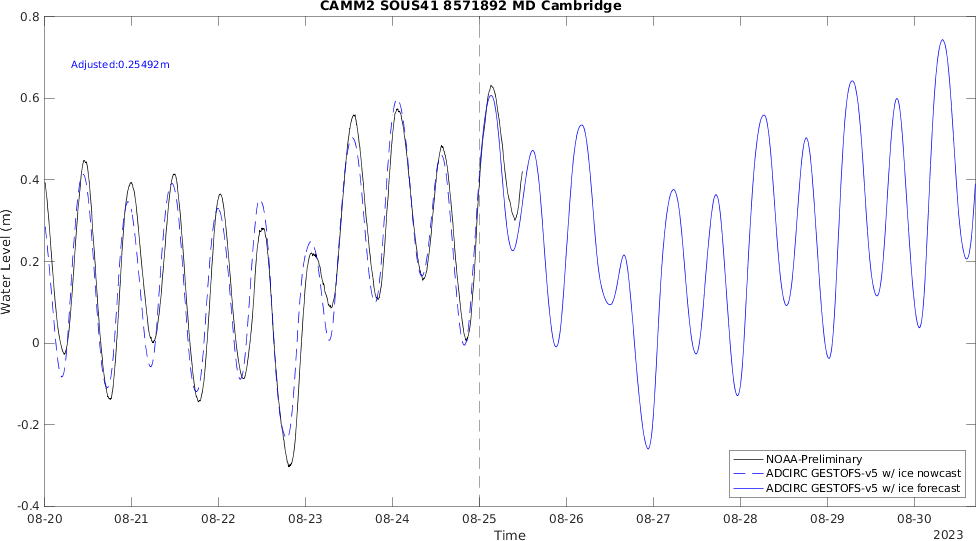 CAMM2 SOUS41 8571892 MD Cambridge
Adjusted:0.25492m
Water Level (m)
0.8
0.6
0.4
0.2
0
-0.2
-0.4
NOAA-Preliminary
ADCIRC GESTOFS-v5 w/ ice nowcast
ADCIRC GESTOFS-v5 w/ ice forecast
08-20 08-21 08-22 08-23 08-24 08-25 08-26 08-27 08-28 08-29 08-30
Time
2023